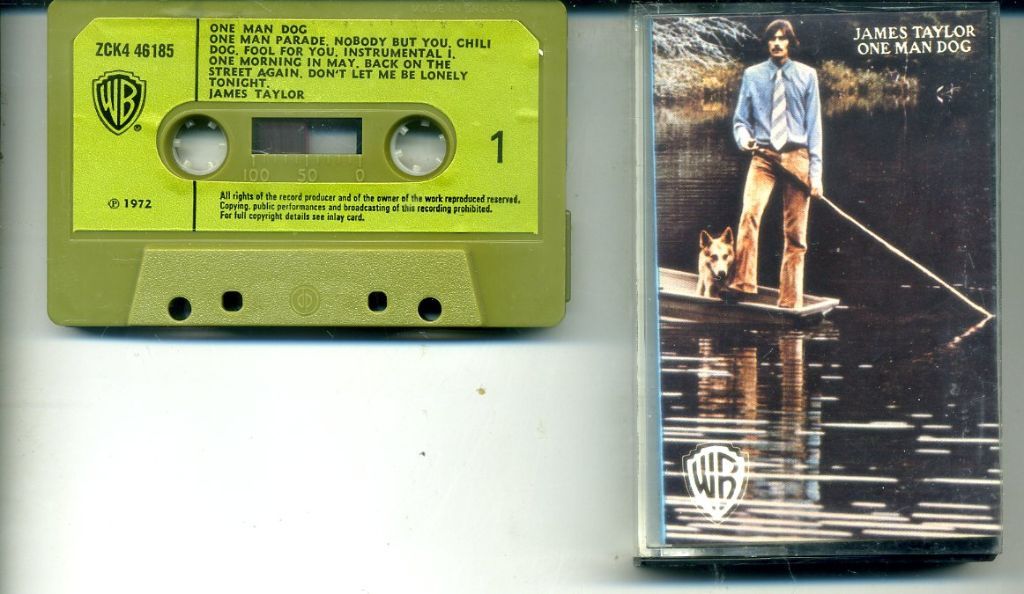 MADE IN ENGLAND
ZCK4 46185
ONE MAN DOG
ONE MAN PARADE, NOBODY BUT YOU, CHILI
DOG, FOOL FOR YOU, INSTRUMENTAL I.
ONE MORNING IN MAY, BACK ON THE
STREET AGAIN, DON'T LET ME BE LONELY
TONIGHT.
JAMES TAYLOR
WB
®
1
100 50 0
℗ 1972
All rights of the record producer and of the owner of the work reproduced reserved.
Copying, public performances and broadcasting of this recording prohibited.
For full copyright details see inlay card.
JAMES TAYLOR
ONE MAN DOG
WB